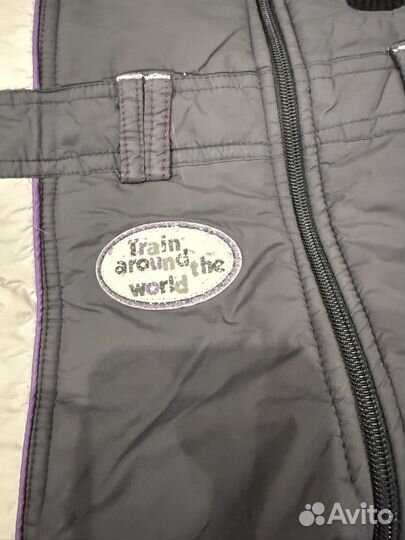 Train
around the
world
Avito